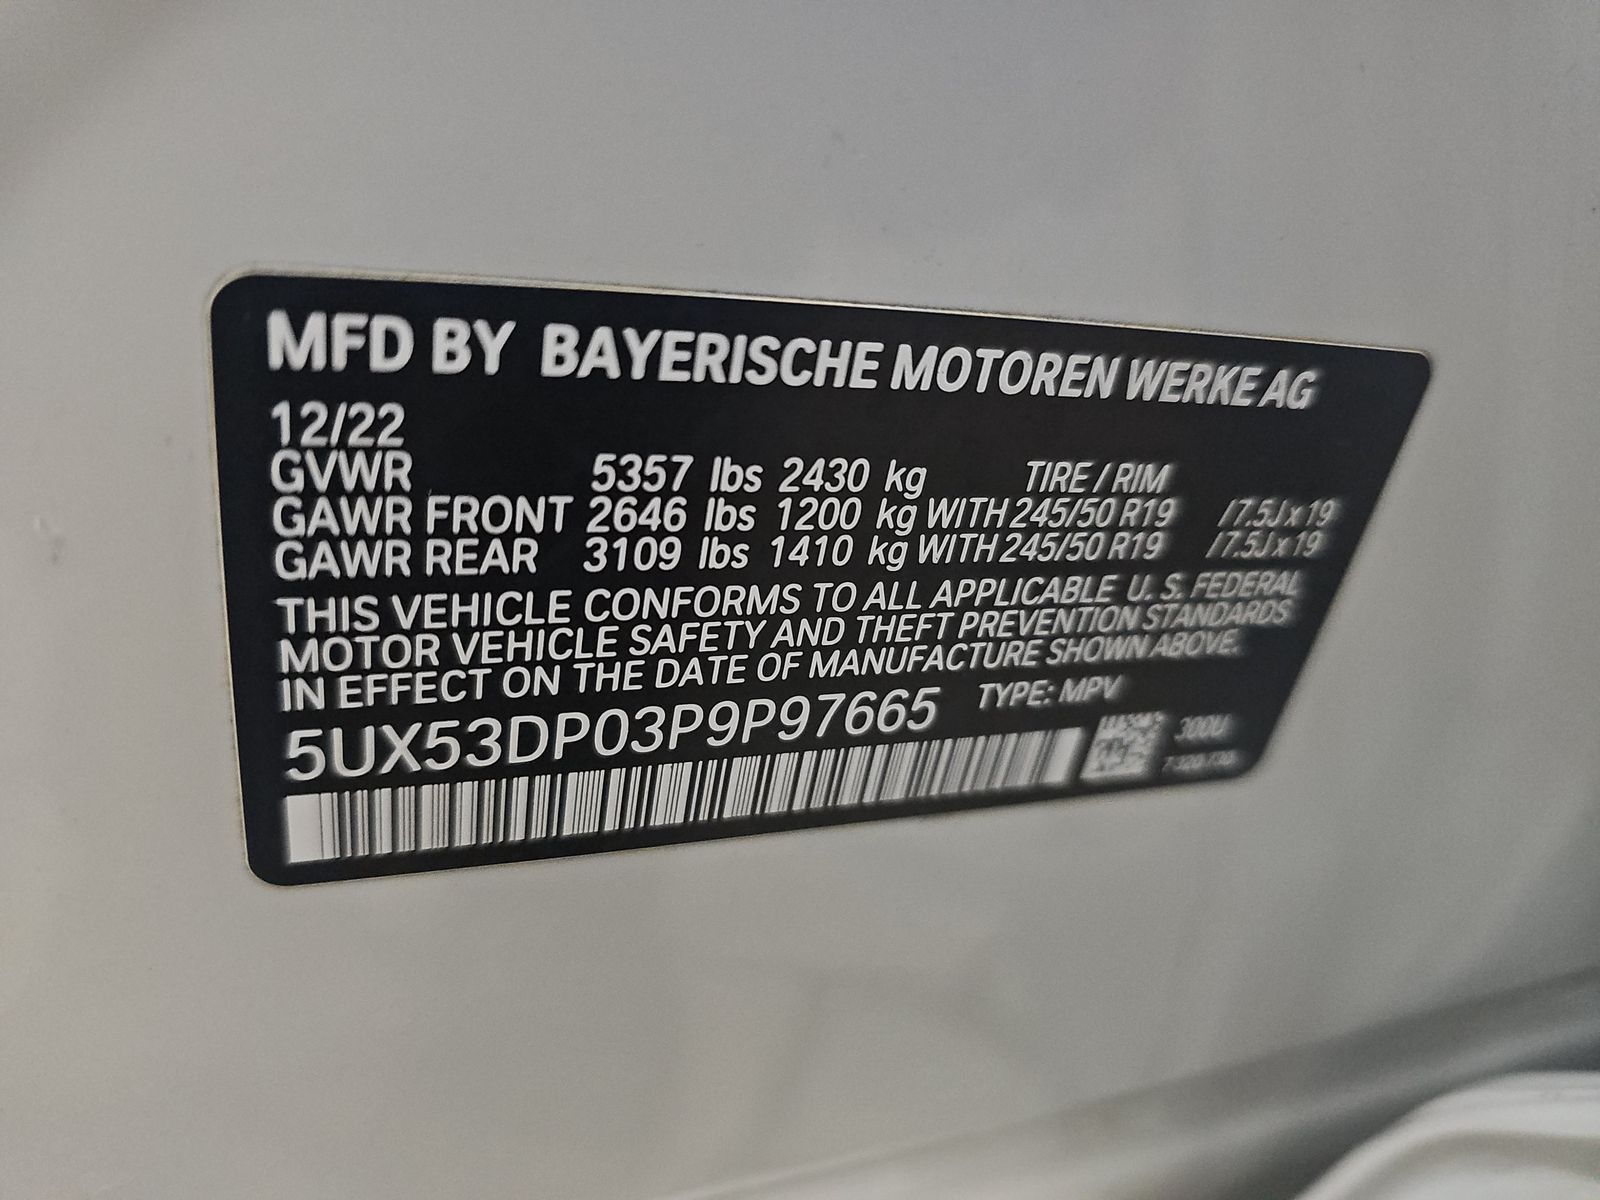 MFD BY BAYERISCHE MOTOREN WERKE AG
12/22
GVWR 5357 lbs 2430 kg TIRE / RIM
GAWR FRONT 2646 lbs 1200 kg WITH 245/50 R19 / 7.5J x 19
GAWR REAR 3109 lbs 1410 kg WITH 245/50 R19 / 7.5J x 19
THIS VEHICLE CONFORMS TO ALL APPLICABLE U. S. FEDERAL
MOTOR VEHICLE SAFETY AND THEFT PREVENTION STANDARDS
IN EFFECT ON THE DATE OF MANUFACTURE SHOWN ABOVE.
5UX53DP03P9P97665 TYPE: MPV
300U